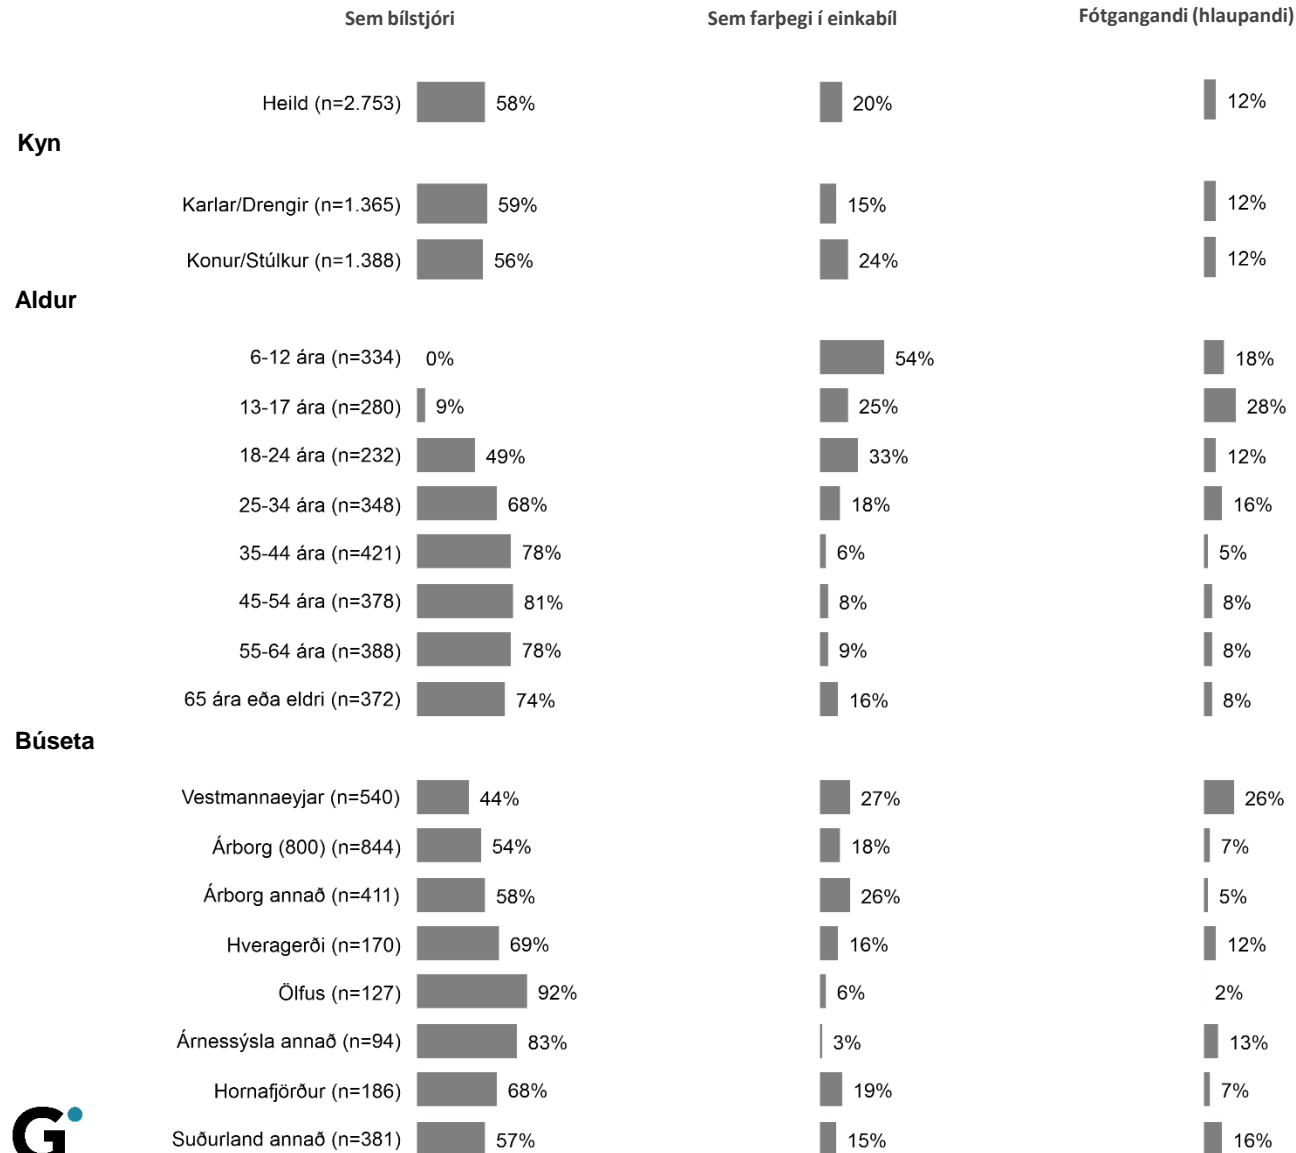 Sem bílstjóri Sem farþegi í einkabíl Fótgangandi (hlaupandi)
Heild (n=2.753) 58% 20% 12%
Kyn
Karlar/Drengir (n=1.365) 59% 15% 12%
Konur/Stúlkur (n=1.388) 56% 24% 12%
Aldur
6-12 ára (n=334) 0% 54% 18%
13-17 ára (n=280) 9% 25% 28%
18-24 ára (n=232) 49% 33% 12%
25-34 ára (n=348) 68% 18% 16%
35-44 ára (n=421) 78% 6% 5%
45-54 ára (n=378) 81% 8% 8%
55-64 ára (n=388) 78% 9% 8%
65 ára eða eldri (n=372) 74% 16% 8%
Búseta
Vestmannaeyjar (n=540) 44% 27% 26%
Árborg (800) (n=844) 54% 18% 7%
Árborg annað (n=411) 58% 26% 5%
Hveragerði (n=170) 69% 16% 12%
Ölfus (n=127) 92% 6% 2%
Árnessýsla annað (n=94) 83% 3% 13%
Hornafjörður (n=186) 68% 19% 7%
G
Suðurland annað (n=381) 57% 15% 16%